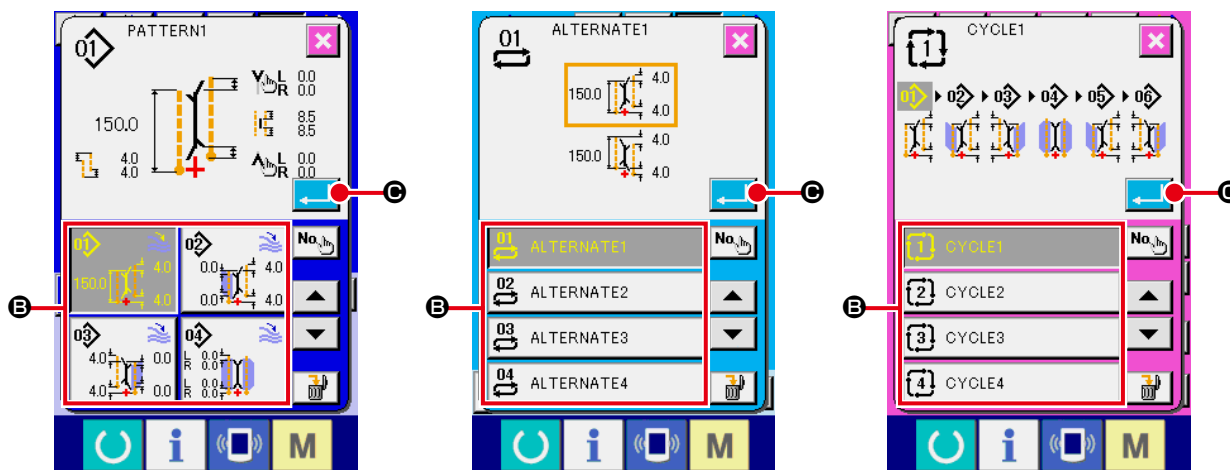 01 PATTERN1
150.0
L 0.0
R 0.0
8.5
8.5
4.0
4.0
L 0.0
R 0.0
C
B
01
150.0
4.0
4.0
02
0.0
4.0
0.0
4.0
03
4.0
0.0
4.0
0.0
04
L 0.0
R 0.0
L 0.0
R 0.0
No.
i
M
01 ALTERNATE1
150.0
4.0
4.0
150.0
4.0
4.0
C
B
01 ALTERNATE1
02 ALTERNATE2
03 ALTERNATE3
04 ALTERNATE4
No.
i
M
1 CYCLE1
01 02 03 04 05 06
C
B
1 CYCLE1
2 CYCLE2
3 CYCLE3
4 CYCLE4
No.
i
M